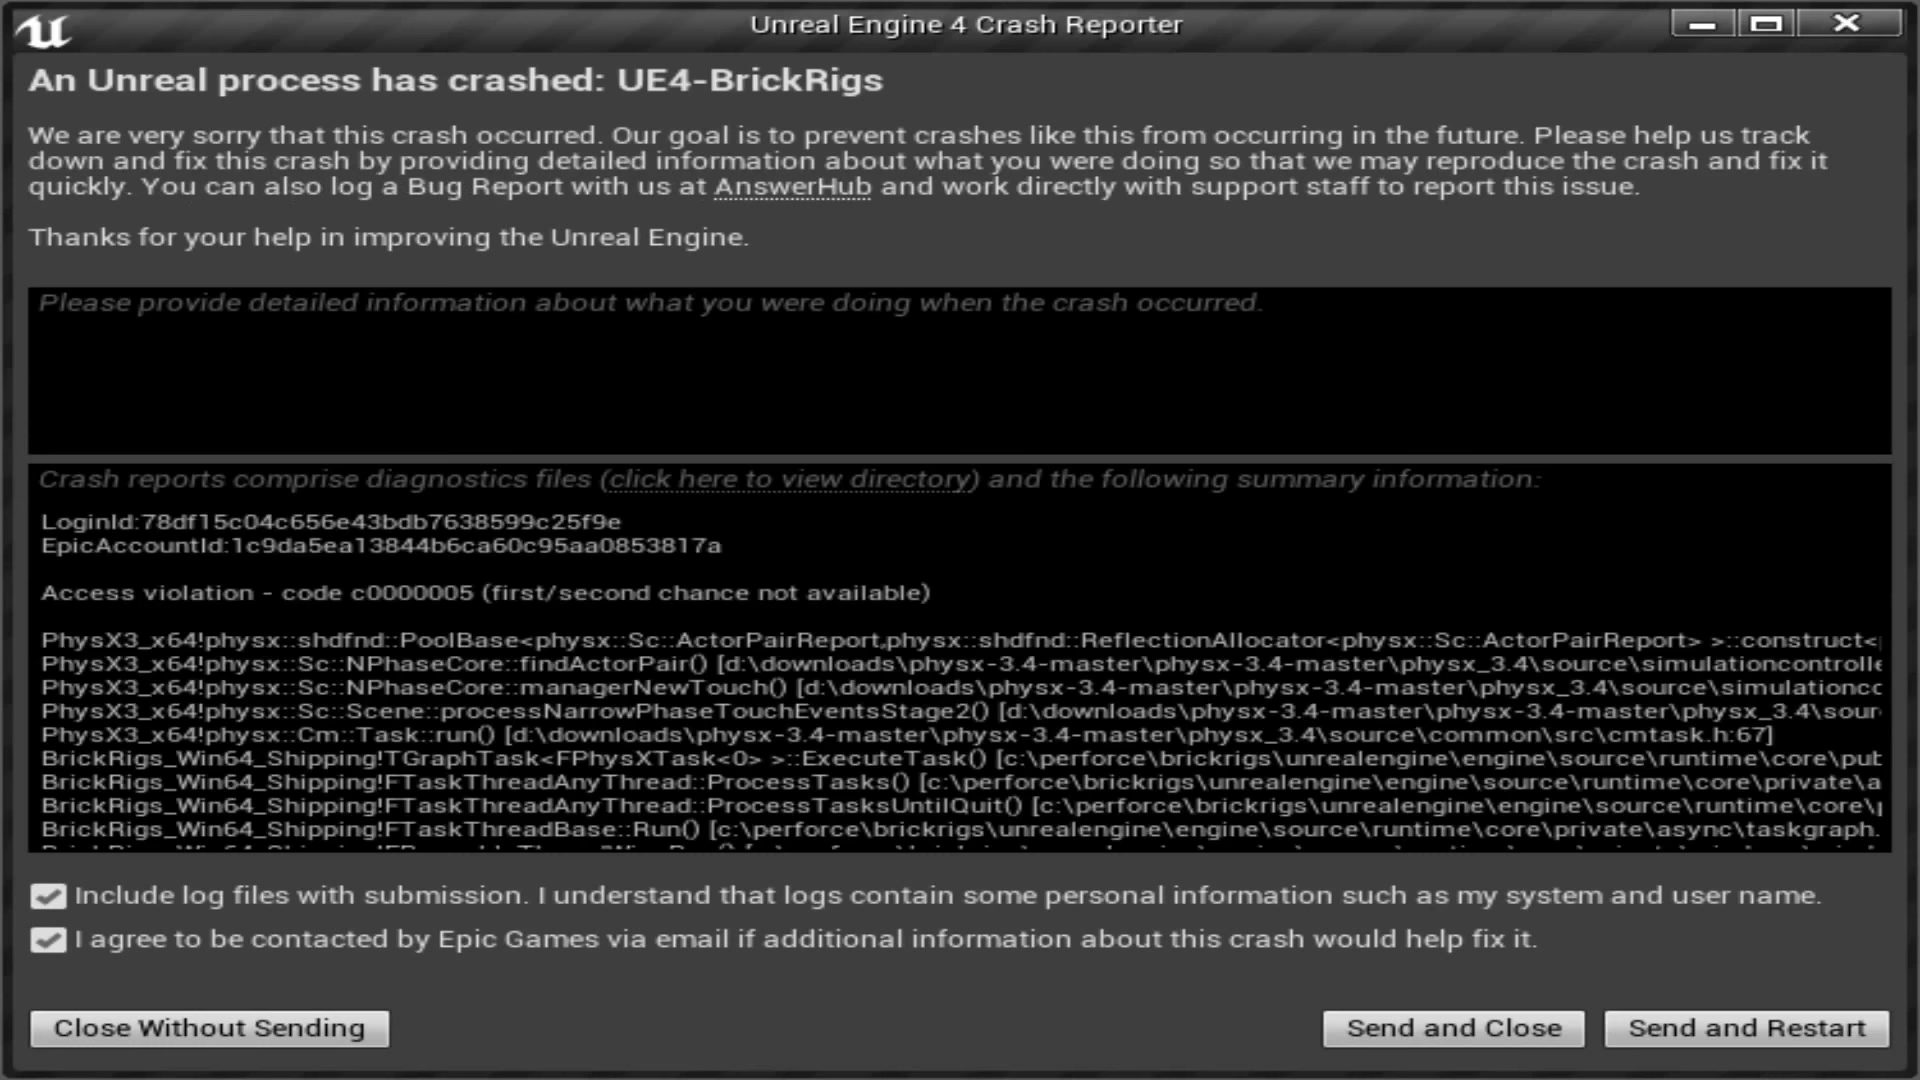 Unreal Engine 4 Crash Reporter
An Unreal process has crashed: UE4-BrickRigs
We are very sorry that this crash occurred. Our goal is to prevent crashes like this from occurring in the future. Please help us track
down and fix this crash by providing detailed information about what you were doing so that we may reproduce the crash and fix it
quickly. You can also log a Bug Report with us at AnswerHub and work directly with support staff to report this issue.
Thanks for your help in improving the Unreal Engine.
Please provide detailed information about what you were doing when the crash occurred.
Crash reports comprise diagnostics files (click here to view directory) and the following summary information:
LoginId:78df15c04c656e43bdb7638599c25f9e
EpicAccountId:1c9da5ea13844b6ca60c95aa0853817a
Access violation - code c0000005 (first/second chance not available)
PhysX3_x64!physx::shdfnd::PoolBase<physx::Sc::ActorPairReport,physx::shdfnd::ReflectionAllocator<physx::Sc::ActorPairReport> >::construct<
PhysX3_x64!physx::Sc::NPhaseCore::findActorPair() [d:\downloads\physx-3.4-master\physx-3.4-master\physx_3.4\source\simulationcontrolle
PhysX3_x64!physx::Sc::NPhaseCore::managerNewTouch() [d:\downloads\physx-3.4-master\physx-3.4-master\physx_3.4\source\simulationco
PhysX3_x64!physx::Sc::Scene::processNarrowPhaseTouchEventsStage2() [d:\downloads\physx-3.4-master\physx-3.4-master\physx_3.4\sour
PhysX3_x64!physx::Cm::Task::run() [d:\downloads\physx-3.4-master\physx-3.4-master\physx_3.4\source\common\src\cmtask.h:67]
BrickRigs_Win64_Shipping!TGraphTask<FPhysXTask<0> >::ExecuteTask() [c:\perforce\brickrigs\unrealengine\engine\source\runtime\core\pub
BrickRigs_Win64_Shipping!FTaskThreadAnyThread::ProcessTasks() [c:\perforce\brickrigs\unrealengine\engine\source\runtime\core\private\a
BrickRigs_Win64_Shipping!FTaskThreadAnyThread::ProcessTasksUntilQuit() [c:\perforce\brickrigs\unrealengine\engine\source\runtime\core\p
BrickRigs_Win64_Shipping!FTaskThreadBase::Run() [c:\perforce\brickrigs\unrealengine\engine\source\runtime\core\private\async\taskgraph.
Include log files with submission. I understand that logs contain some personal information such as my system and user name.
I agree to be contacted by Epic Games via email if additional information about this crash would help fix it.
Close Without Sending
Send and Close
Send and Restart